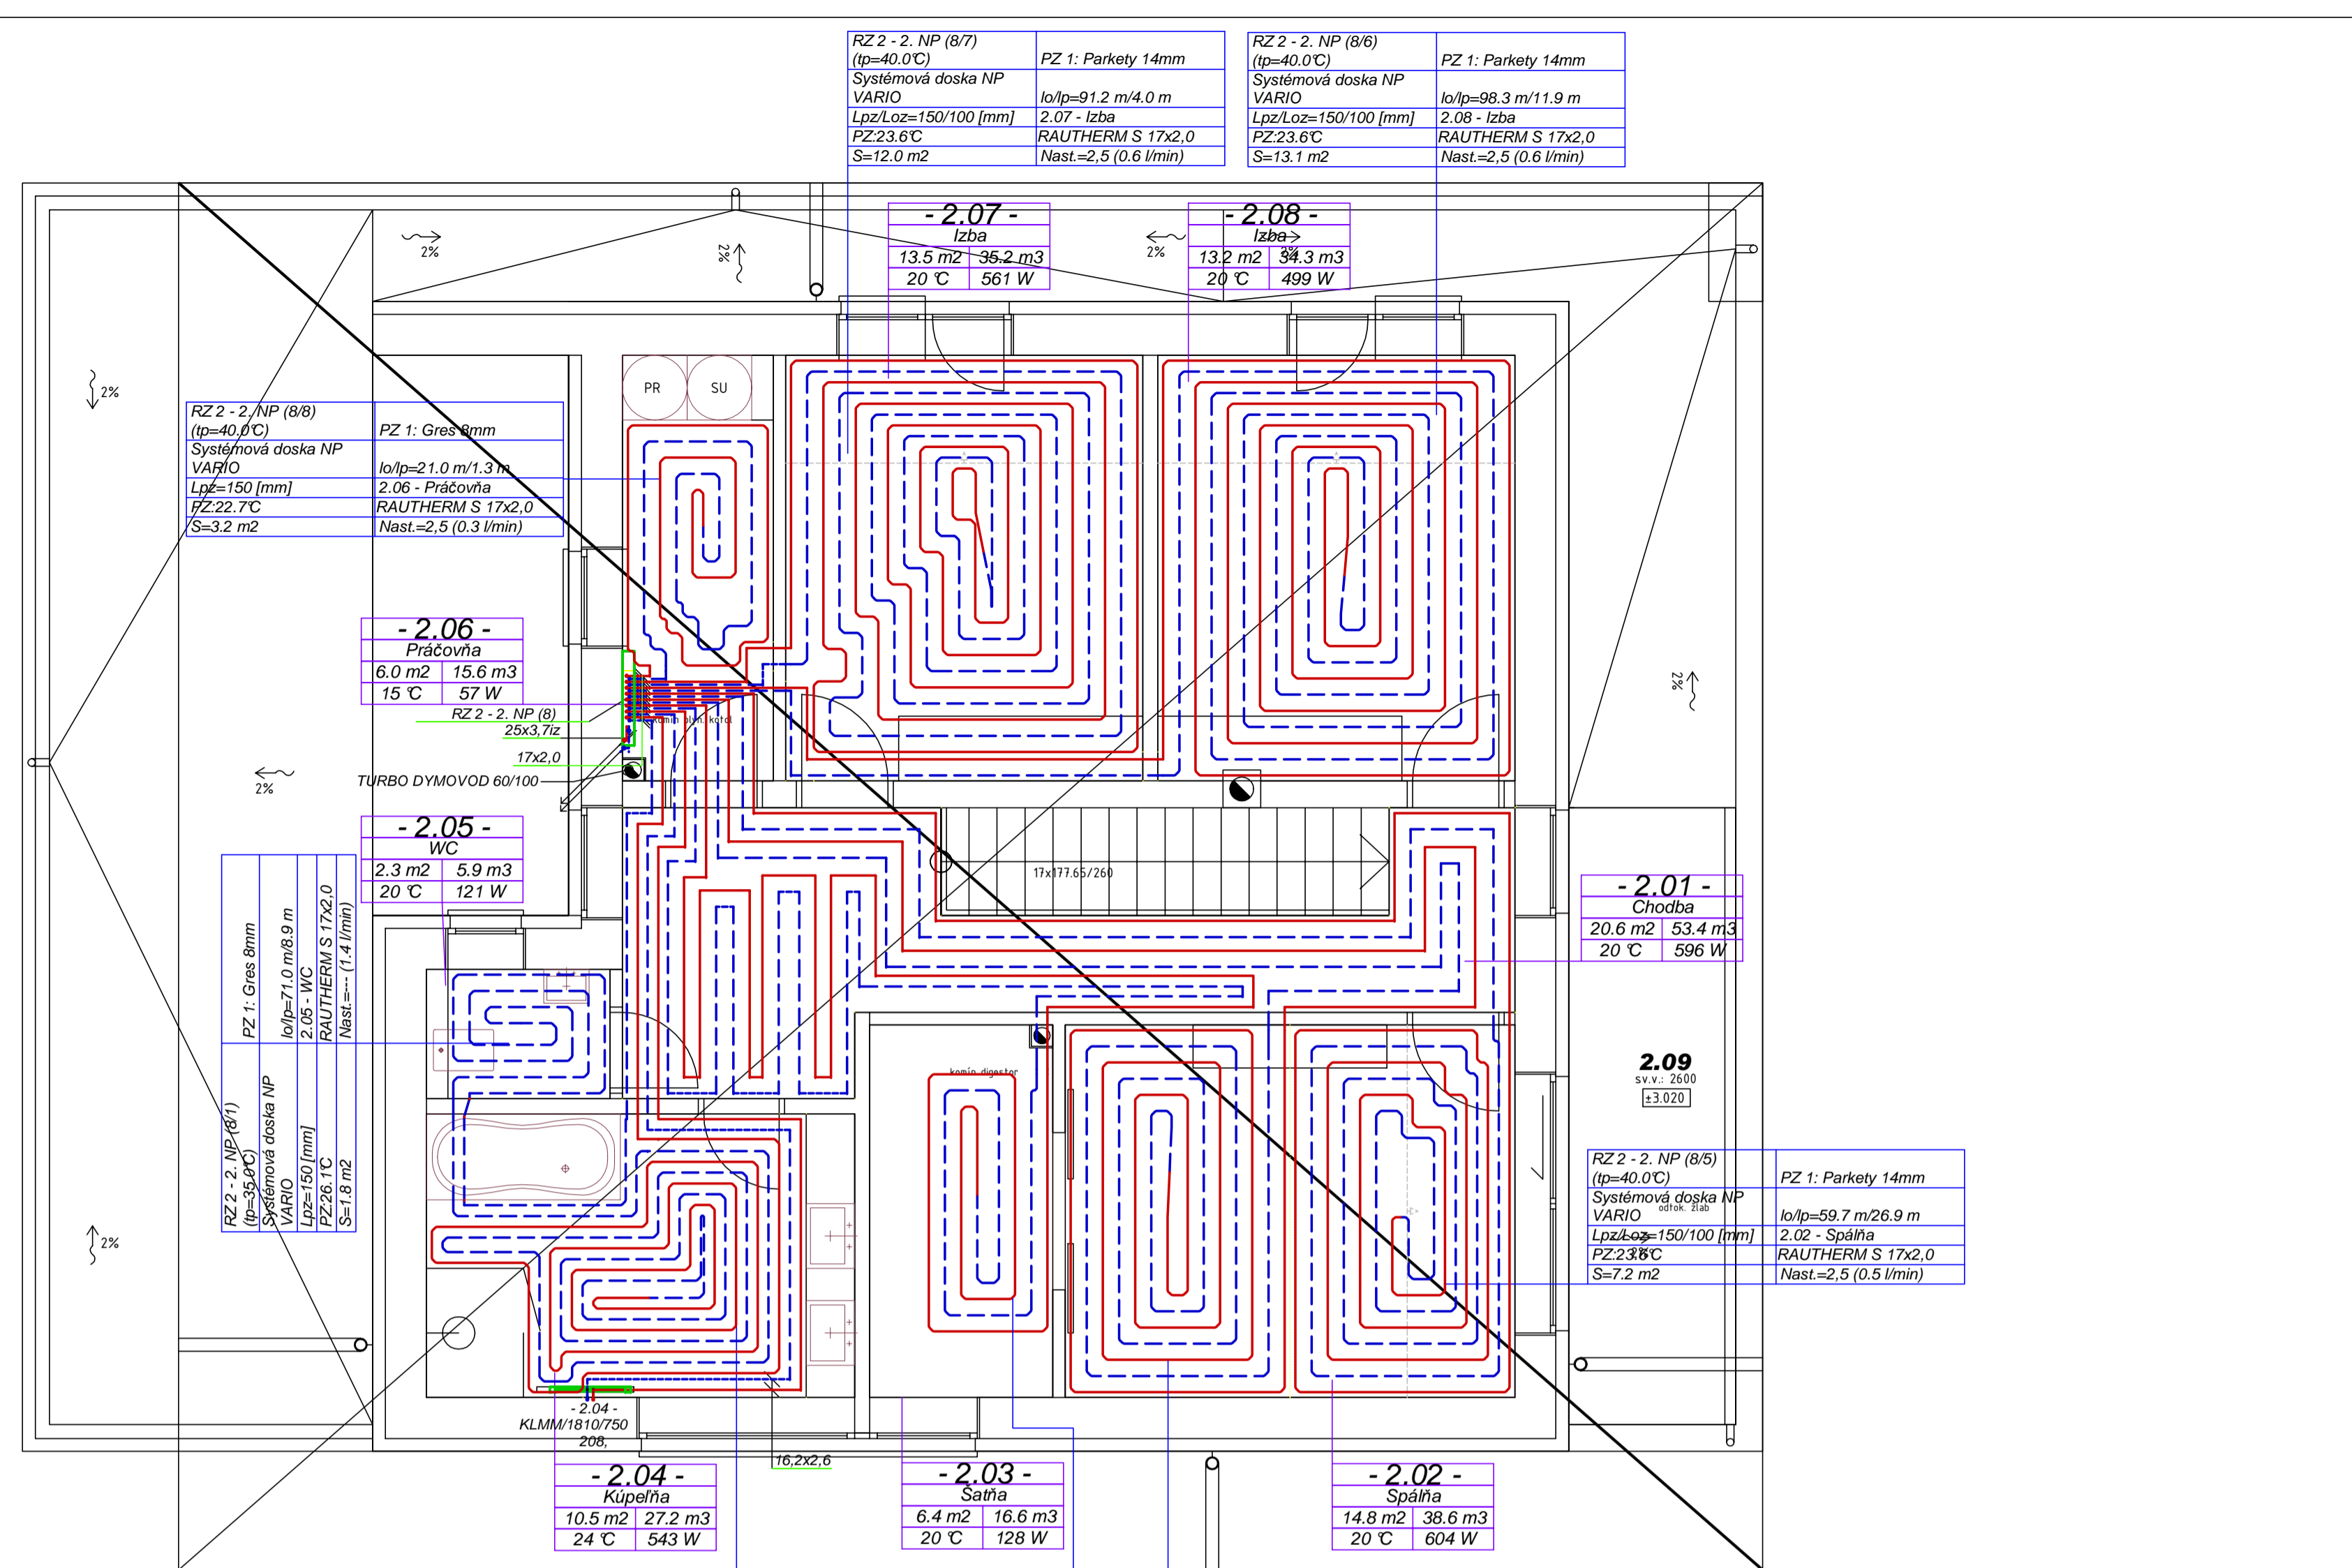 RZ 2 - 2. NP (8/7)
(tp=40.0°C)
PZ 1: Parkety 14mm
Systémová doska NP
VARIO
lo/lp=91.2 m/4.0 m
Lpz/Loz=150/100 [mm]
2.07 - Izba
PZ:23.6°C
RAUTHERM S 17x2,0
S=12.0 m2
Nast.=2,5 (0.6 l/min)
RZ 2 - 2. NP (8/6)
(tp=40.0°C)
PZ 1: Parkety 14mm
Systémová doska NP
VARIO
lo/lp=98.3 m/11.9 m
Lpz/Loz=150/100 [mm]
2.08 - Izba
PZ:23.6°C
RAUTHERM S 17x2,0
S=13.1 m2
Nast.=2,5 (0.6 l/min)
- 2.07 -
Izba
13.5 m2 35.2 m3
20 °C 561 W
- 2.08 -
Izba
13.2 m2 34.3 m3
20 °C 499 W
2%
2%
2%
2%
2%
PR
SU
RZ 2 - 2. NP (8/8)
(tp=40.0°C)
PZ 1: Gres 8mm
Systémová doska NP
VARIO
lo/lp=21.0 m/1.3 m
Lpz=150 [mm]
2.06 - Práčovňa
PZ:22.7°C
RAUTHERM S 17x2,0
S=3.2 m2
Nast.=2,5 (0.3 l/min)
- 2.06 -
Práčovňa
6.0 m2 15.6 m3
15 °C 57 W
RZ 2 - 2. NP (8)
25x3,7iz
17x2,0
TURBO DYMOVOD 60/100
komín plyn. kotol
2%
2%
- 2.05 -
WC
2.3 m2 5.9 m3
20 °C 121 W
17x177.65/260
- 2.01 -
Chodba
20.6 m2 53.4 m3
20 °C 596 W
RZ 2 - 2. NP (8/1)
(tp=35.0°C)
PZ 1: Gres 8mm
Systémová doska NP
VARIO
lo/lp=71.0 m/8.9 m
Lpz=150 [mm]
2.05 - WC
PZ:26.1°C
RAUTHERM S 17x2,0
S=1.8 m2
Nast.=--- (1.4 l/min)
komín digestor
2.09
sv.v.: 2600
±3.020
RZ 2 - 2. NP (8/5)
(tp=40.0°C)
PZ 1: Parkety 14mm
Systémová doska NP
VARIO
odtok. žlab
lo/lp=59.7 m/26.9 m
Lpz/Loz=150/100 [mm]
2.02 - Spálňa
PZ:23.6°C
2%
RAUTHERM S 17x2,0
S=7.2 m2
Nast.=2,5 (0.5 l/min)
2%
- 2.04 -
KLMM/1810/750
208,
16,2x2,6
- 2.04 -
Kúpeľňa
10.5 m2 27.2 m3
24 °C 543 W
- 2.03 -
Šatňa
6.4 m2 16.6 m3
20 °C 128 W
- 2.02 -
Spálňa
14.8 m2 38.6 m3
20 °C 604 W